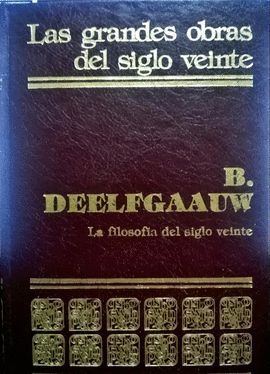 Las grandes obras
del siglo veinte
B.
DEELFGAAUW
La filosofía del siglo veinte